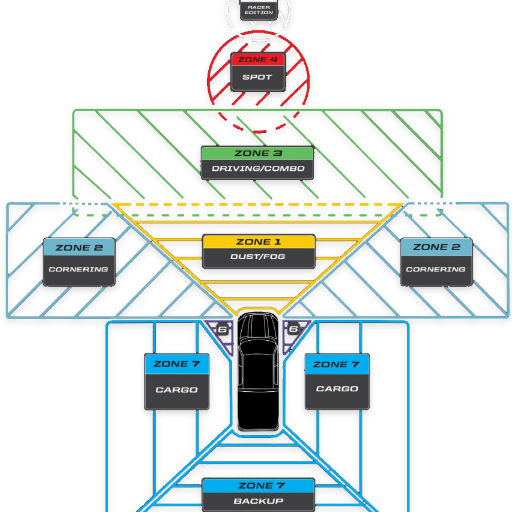 RACER
EDITION
ZONE 4
SPOT
ZONE 3
DRIVING/COMBO
ZONE 1
DUST/FOG
ZONE 2
CORNERING
ZONE 2
CORNERING
6
6
ZONE 7
CARGO
ZONE 7
CARGO
ZONE 7
BACKUP